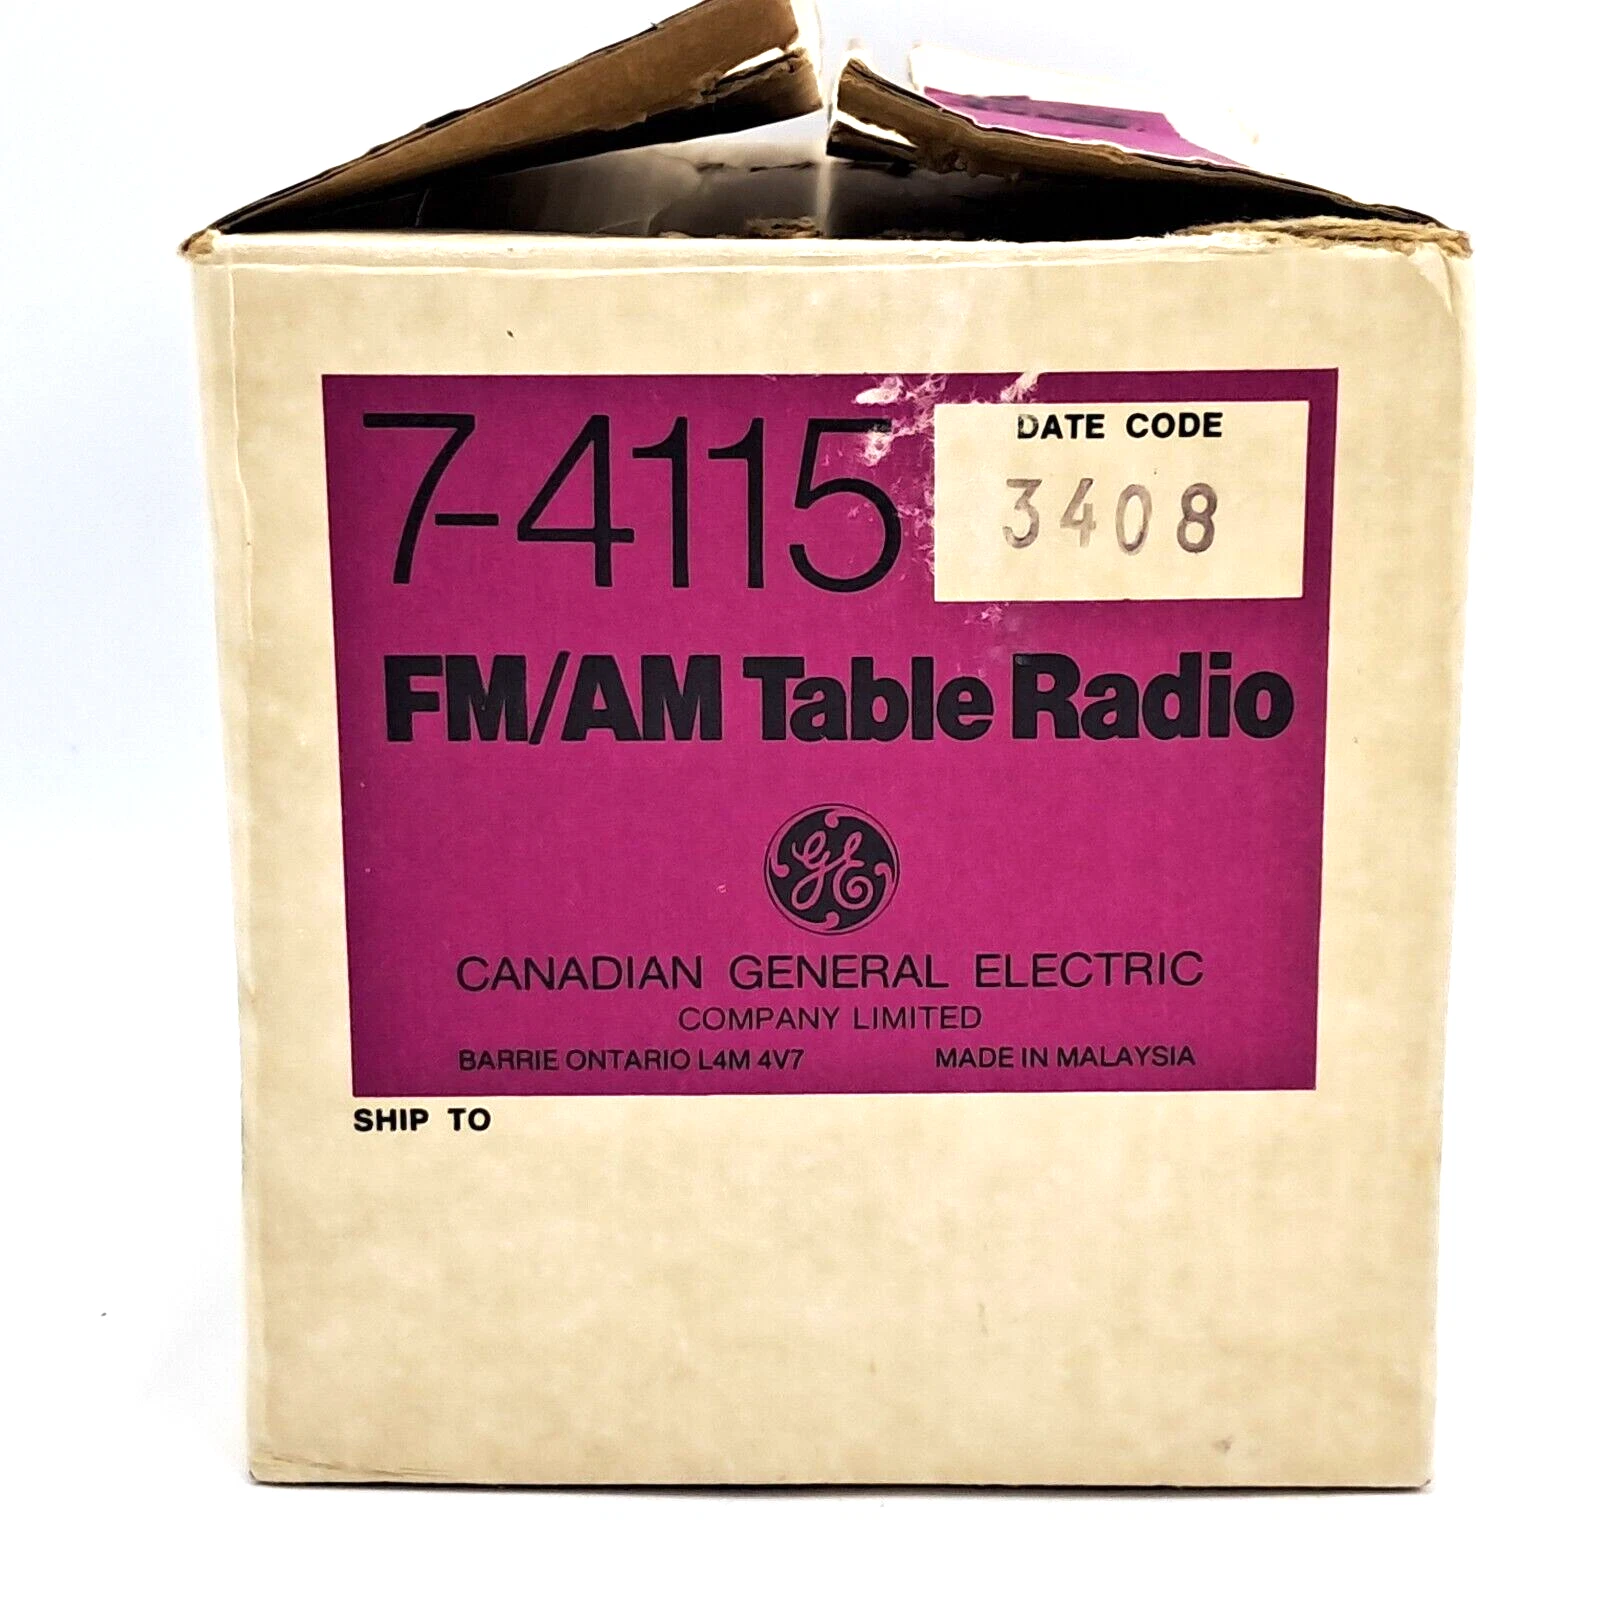 7-4115
DATE CODE
3408
FM/AM Table Radio
GE
CANADIAN GENERAL ELECTRIC
COMPANY LIMITED
BARRIE ONTARIO L4M 4V7 MADE IN MALAYSIA
SHIP TO